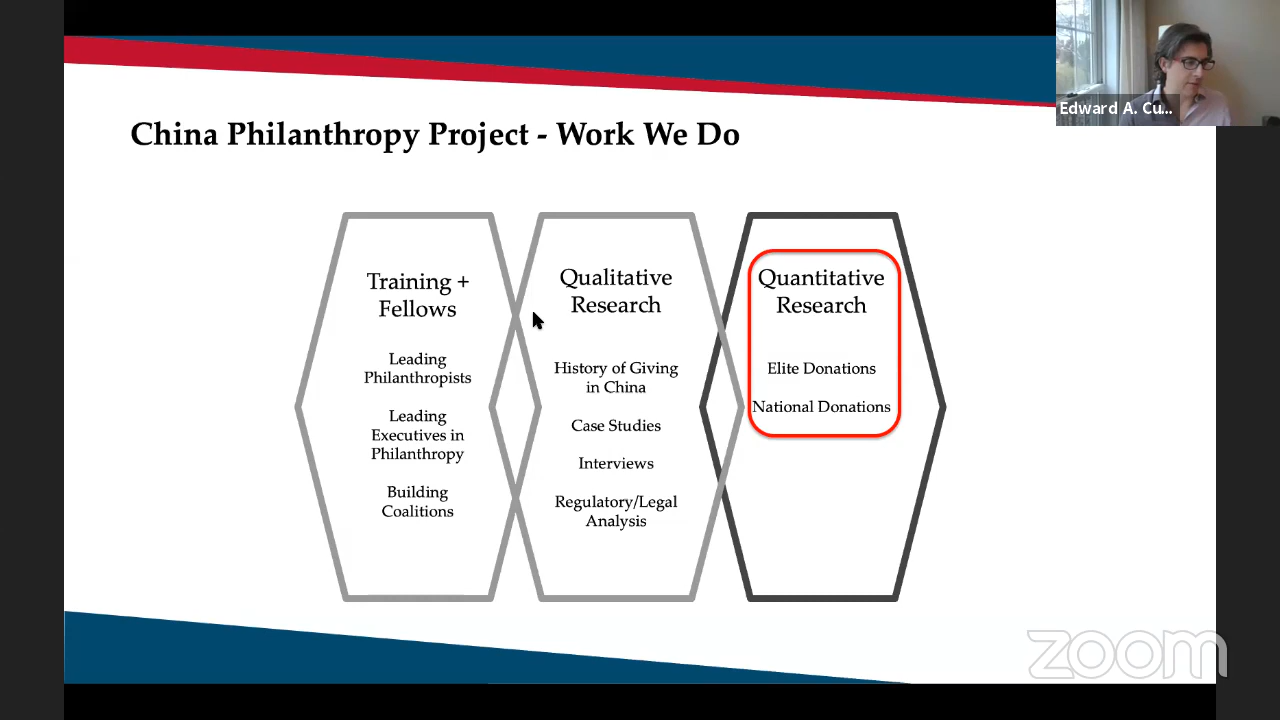 Edward A. Cu...
China Philanthropy Project - Work We Do
Training +
Fellows
Leading
Philanthropists
Leading
Executives in
Philanthropy
Building
Coalitions
Qualitative
Research
History of Giving
in China
Case Studies
Interviews
Regulatory/Legal
Analysis
Quantitative
Research
Elite Donations
National Donations
zoom